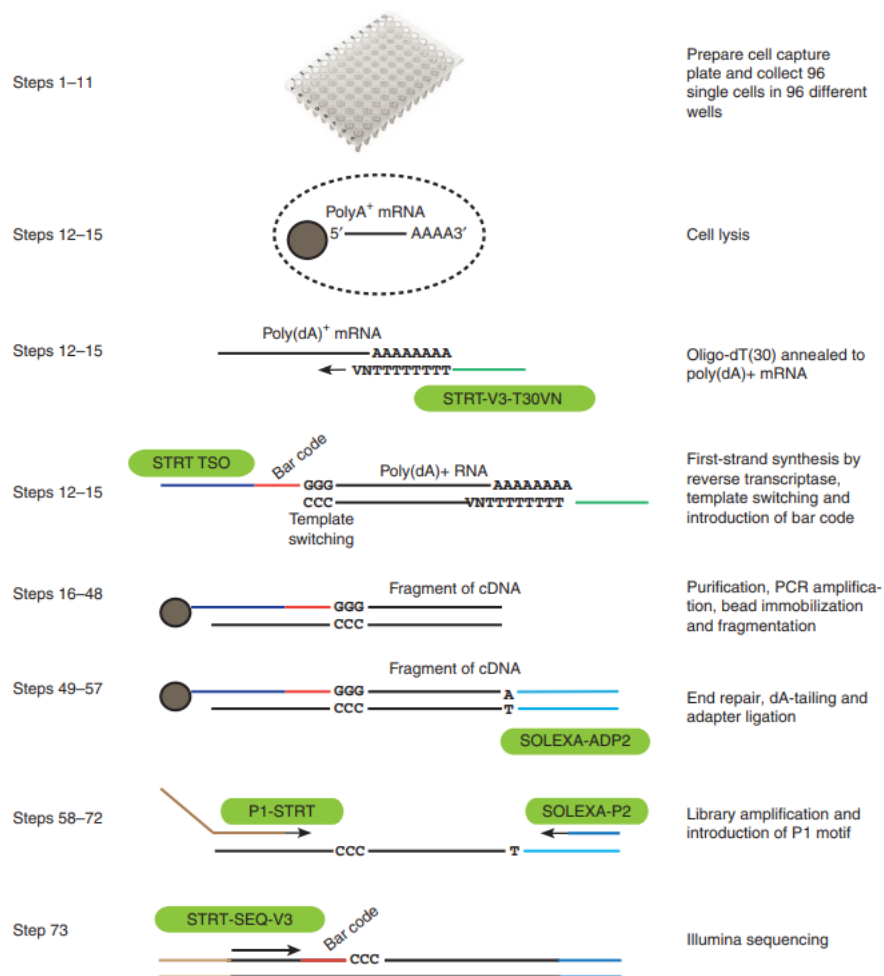 Steps 1–11
Prepare cell capture
plate and collect 96
single cells in 96 different
wells
Steps 12–15
PolyA+ mRNA
5′ AAAA3′
Cell lysis
Steps 12–15
Poly(dA)+ mRNA
AAAAAAAA
VNTTTTTTTT
STRT-V3-T30VN
Oligo-dT(30) annealed to
poly(dA)+ mRNA
Steps 12–15
STRT TSO
Bar code
GGG
Poly(dA)+ RNA
AAAAAAAA
CCC
VNTTTTTTTT
Template
switching
First-strand synthesis by
reverse transcriptase,
template switching and
introduction of bar code
Steps 16–48
Fragment of cDNA
GGG
CCC
Purification, PCR amplifica-
tion, bead immobilization
and fragmentation
Steps 49–57
Fragment of cDNA
GGG A
CCC T
SOLEXA-ADP2
End repair, dA-tailing and
adapter ligation
Steps 58–72
P1-STRT
SOLEXA-P2
CCC T
Library amplification and
introduction of P1 motif
Step 73
STRT-SEQ-V3
Bar code
CCC
Illumina sequencing